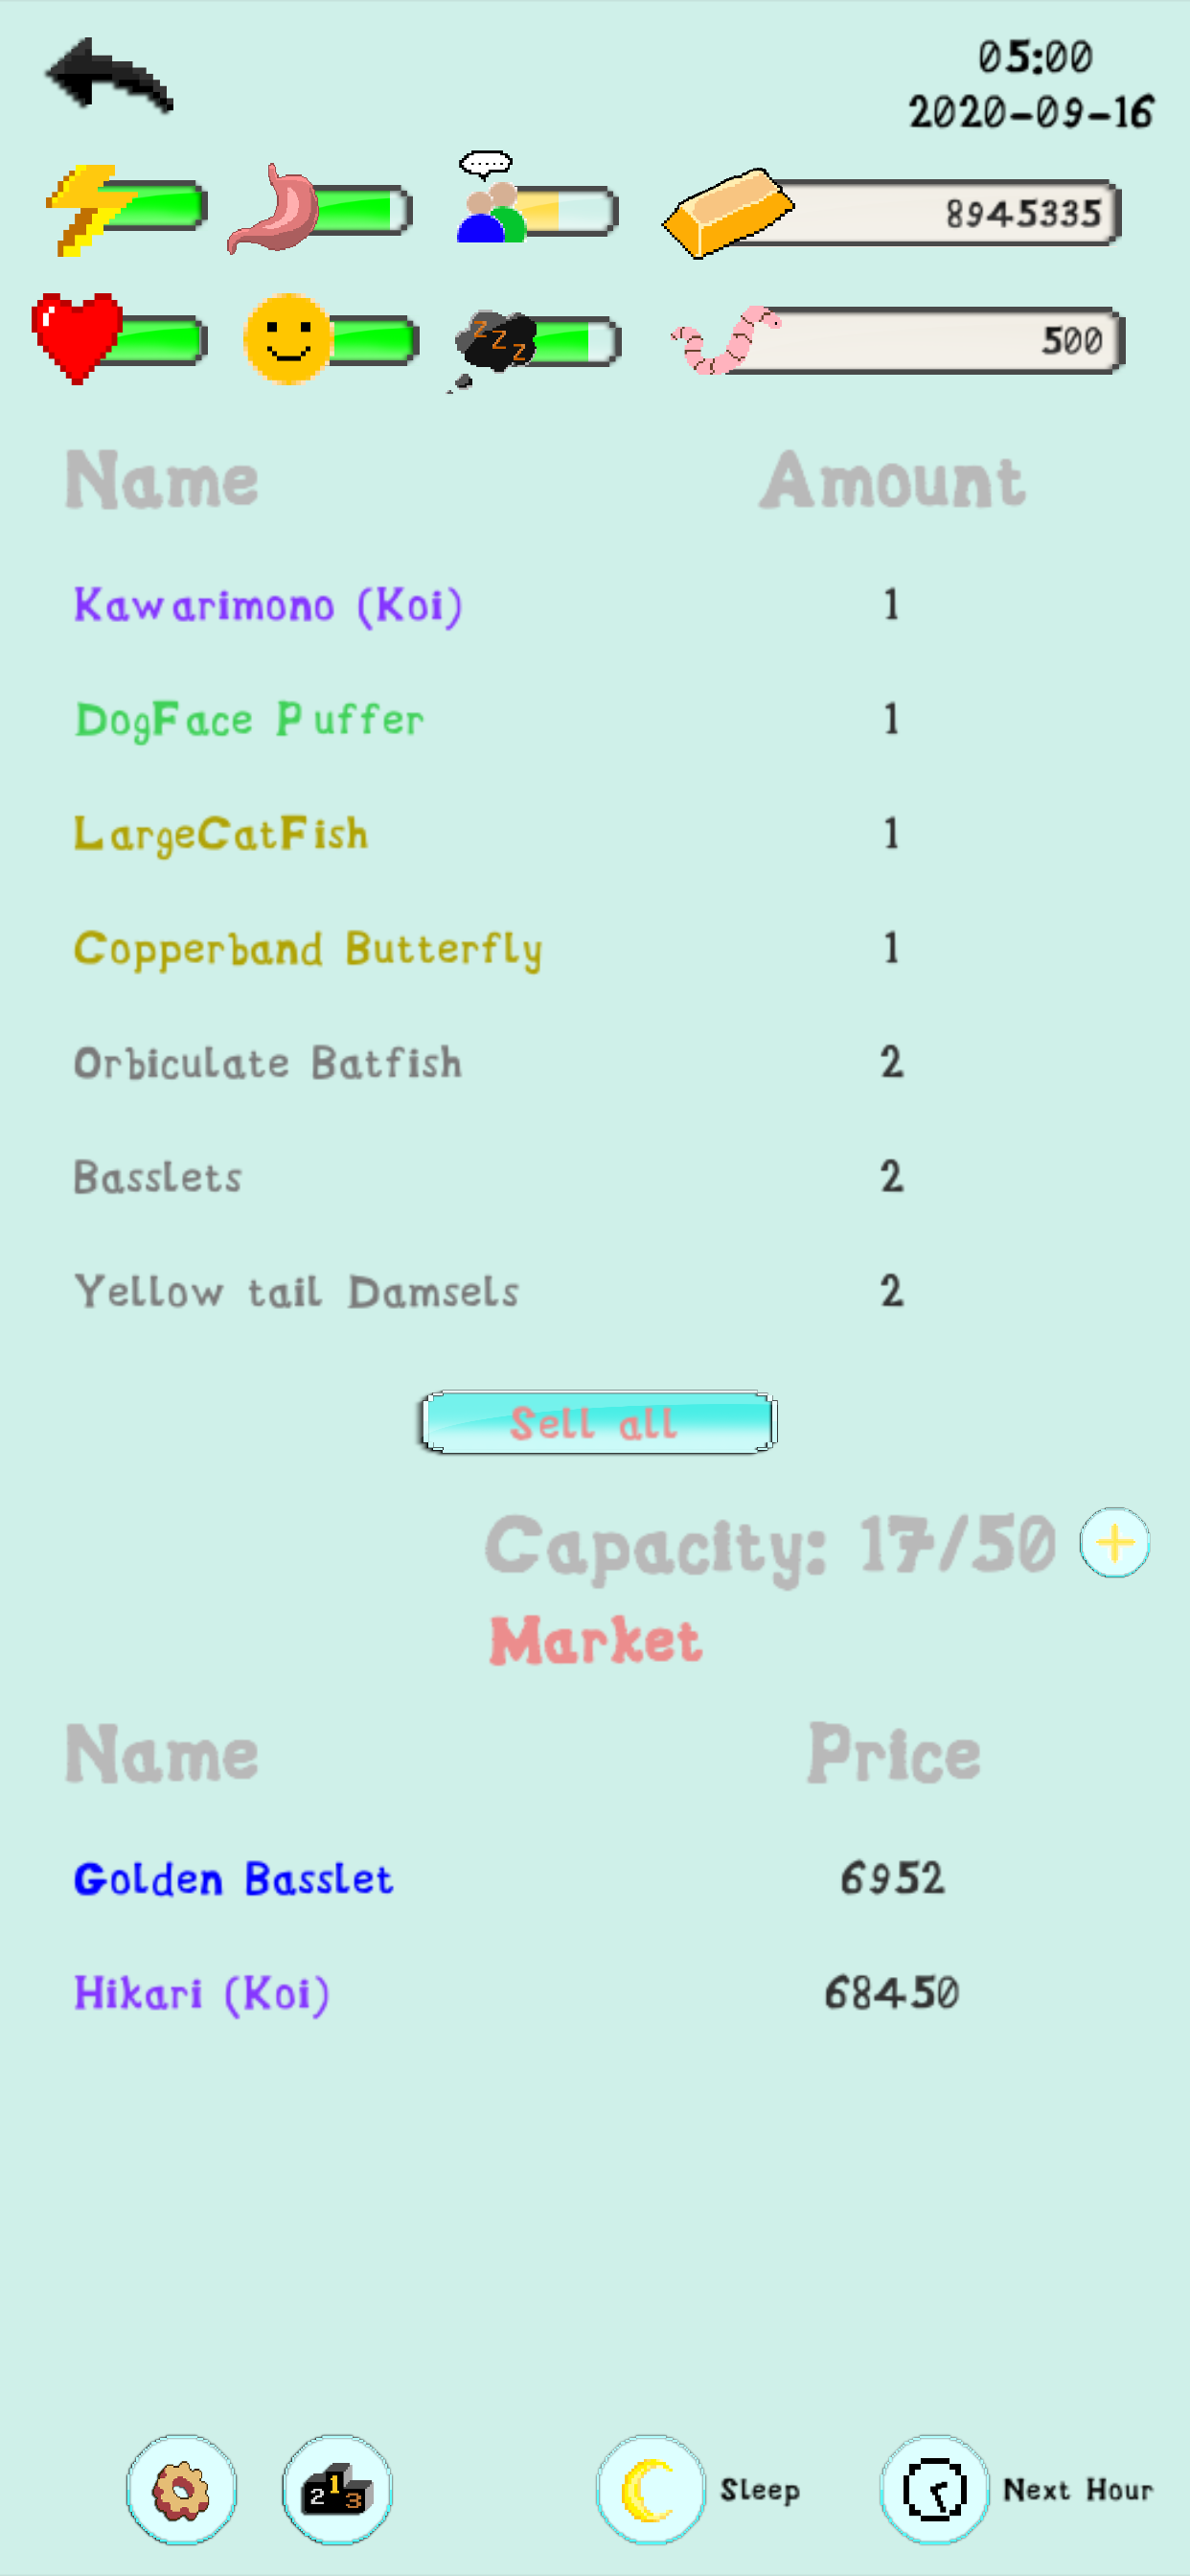 05:00
2020-09-16
8945335
500
Name Amount
Kawarimono (Koi) 1
DogFace Puffer 1
LargeCatFish 1
Copperband Butterfly 1
Orbiculate Batfish 2
Basslets 2
Yellow tail Damsels 2
Sell all
Capacity: 17/50 +
Market
Name Price
Golden Basslet 6952
Hikari (Koi) 68450
2 1 3 Sleep Next Hour